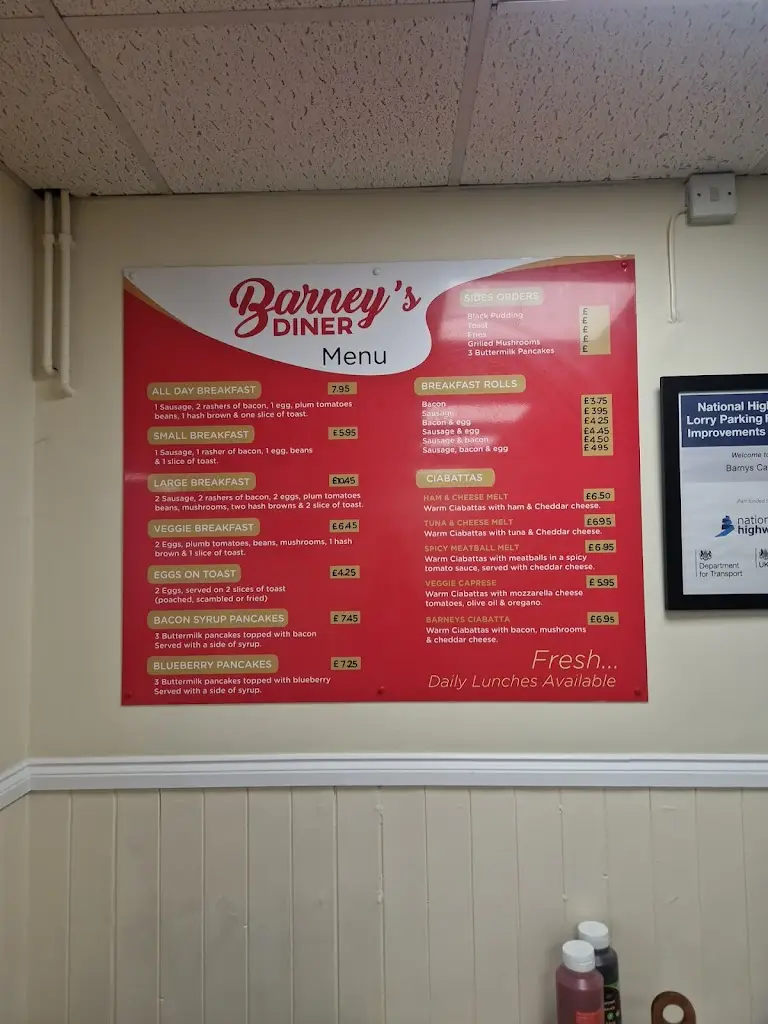 Barney's
DINER
Menu
ALL DAY BREAKFAST 7.95
1 Sausage, 2 rashers of bacon, 1 egg, plum tomatoes
beans, 1 hash brown & one slice of toast.
SMALL BREAKFAST £5.95
1 Sausage, 1 rasher of bacon, 1 egg, beans
& 1 slice of toast.
LARGE BREAKFAST £10.45
2 Sausage, 2 rashers of bacon, 2 eggs, plum tomatoes
beans, mushrooms, two hash browns & 2 slice of toast.
VEGGIE BREAKFAST £6.45
2 Eggs, plumb tomatoes, beans, mushrooms, 1 hash
brown & 1 slice of toast.
EGGS ON TOAST £4.25
2 Eggs, served on 2 slices of toast
(poached, scambled or fried)
BACON SYRUP PANCAKES £7.45
3 Buttermilk pancakes topped with bacon
Served with a side of syrup.
BLUEBERRY PANCAKES £7.25
3 Buttermilk pancakes topped with blueberry
Served with a side of syrup.
SIDES ORDERS
Black Pudding £
Toast £
Eggs £
Grilled Mushrooms £
3 Buttermilk Pancakes £
BREAKFAST ROLLS
Bacon £3.75
Sausage £3.95
Bacon & egg £4.25
Sausage & egg £4.45
Sausage & bacon £4.50
Sausage, bacon & egg £4.95
CIABATTAS
HAM & CHEESE MELT £6.50
Warm Ciabattas with ham & Cheddar cheese.
TUNA & CHEESE MELT £6.95
Warm Ciabattas with tuna & Cheddar cheese.
SPICY MEATBALL MELT £6.95
Warm Ciabattas with meatballs in a spicy
tomato sauce, served with cheddar cheese.
VEGGIE CAPRESE £5.95
Warm Ciabattas with mozzarella cheese
tomatoes, olive oil & oregano.
BARNEYS CIABATTA £6.95
Warm Ciabattas with bacon, mushrooms
& cheddar cheese.
Fresh...
Daily Lunches Available
National High
Lorry Parking
Improvements
Welcome to
Barnys Ca
nation
highw
Department
for Transport
UK